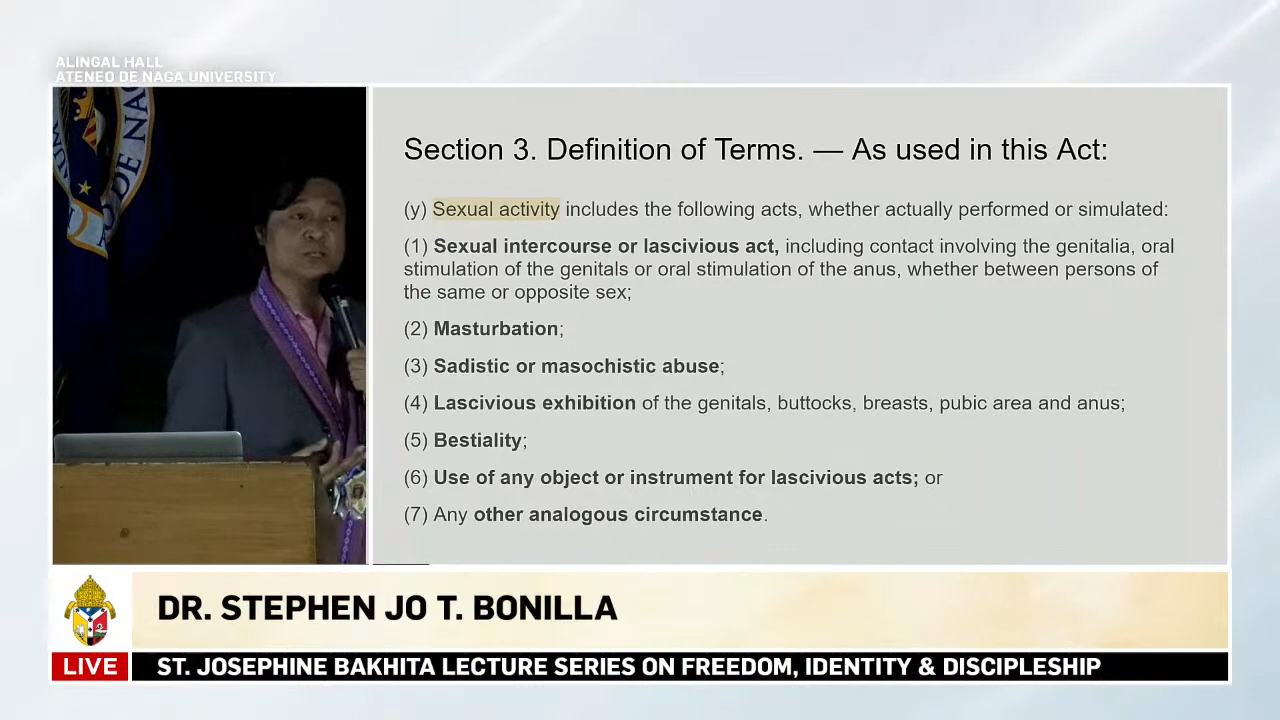 ALINGAL HALL
ATENEO DE NAGA UNIVERSITY
Section 3. Definition of Terms. — As used in this Act:
(y) Sexual activity includes the following acts, whether actually performed or simulated:
(1) Sexual intercourse or lascivious act, including contact involving the genitalia, oral
stimulation of the genitals or oral stimulation of the anus, whether between persons of
the same or opposite sex;
(2) Masturbation;
(3) Sadistic or masochistic abuse;
(4) Lascivious exhibition of the genitals, buttocks, breasts, pubic area and anus;
(5) Bestiality;
(6) Use of any object or instrument for lascivious acts; or
(7) Any other analogous circumstance.
DR. STEPHEN JO T. BONILLA
LIVE
ST. JOSEPHINE BAKHITA LECTURE SERIES ON FREEDOM, IDENTITY & DISCIPLESHIP